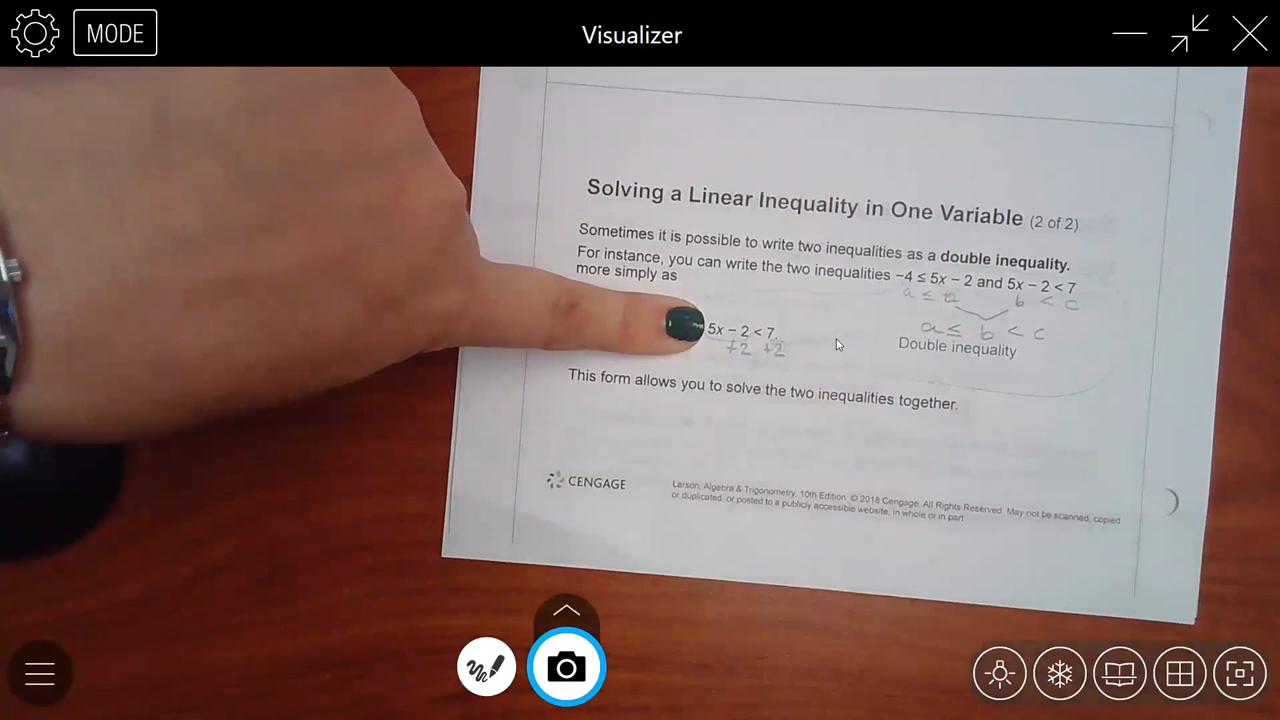 MODE
Visualizer
Solving a Linear Inequality in One Variable (2 of 2)
Sometimes it is possible to write two inequalities as a double inequality.
For instance, you can write the two inequalities −4 ≤ 5x − 2 and 5x − 2 < 7
more simply as
a ≤ b < c
5x − 2 < 7.
a ≤ b < c
+2 +2
Double inequality
This form allows you to solve the two inequalities together.
CENGAGE
Larson, Algebra & Trigonometry, 10th Edition. © 2018 Cengage. All Rights Reserved. May not be scanned, copied
or duplicated, or posted to a publicly accessible website, in whole or in part.